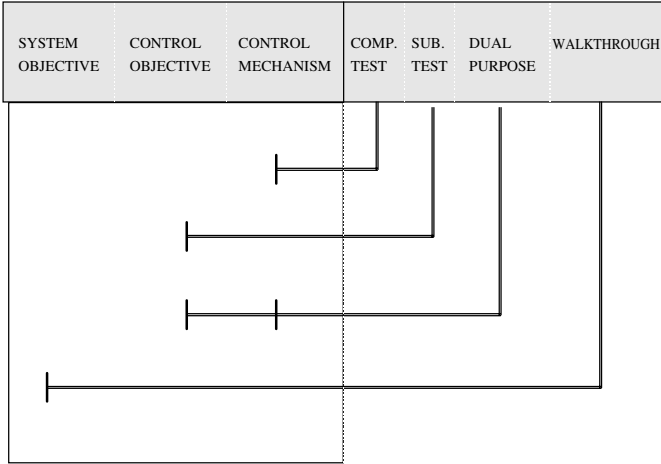 SYSTEM
OBJECTIVE
CONTROL
OBJECTIVE
CONTROL
MECHANISM
COMP.
TEST
SUB.
TEST
DUAL
PURPOSE
WALKTHROUGH